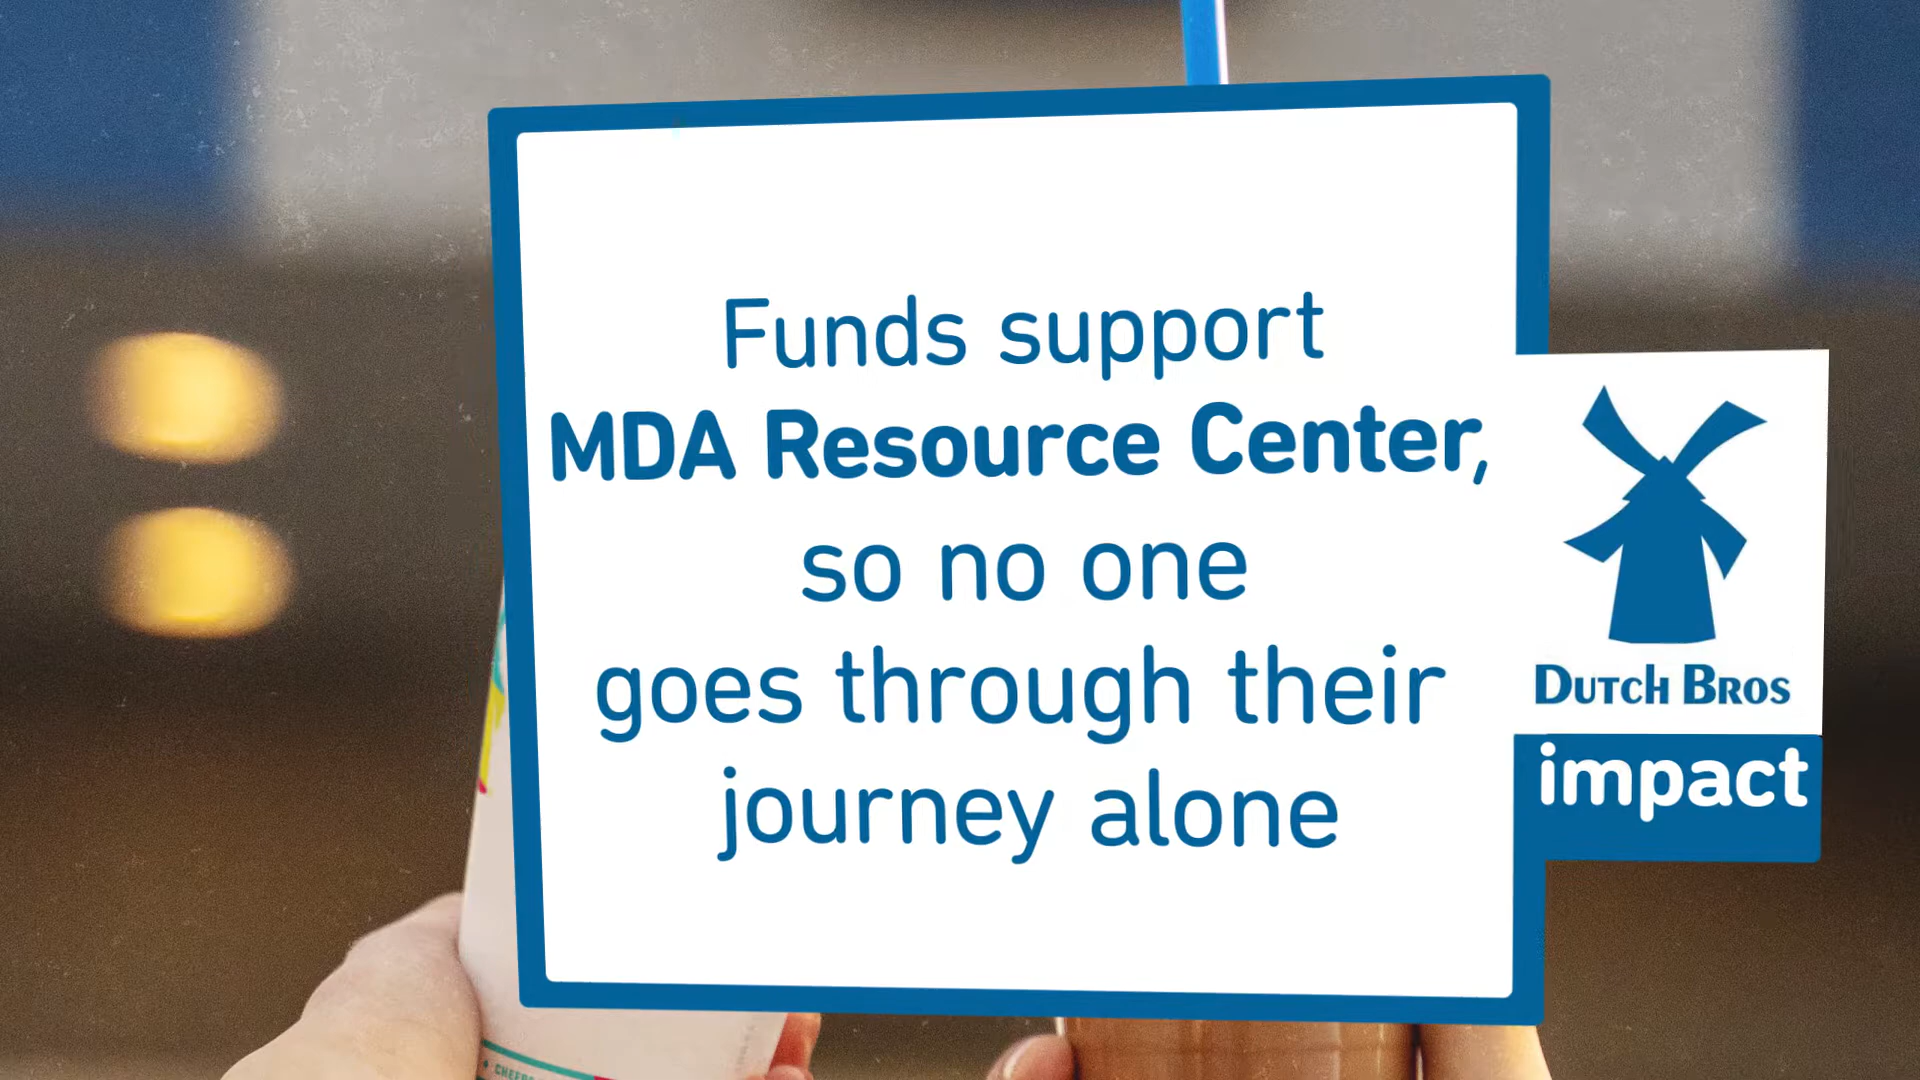 Funds support
MDA Resource Center,
so no one
goes through their
journey alone
DUTCH BROS
impact